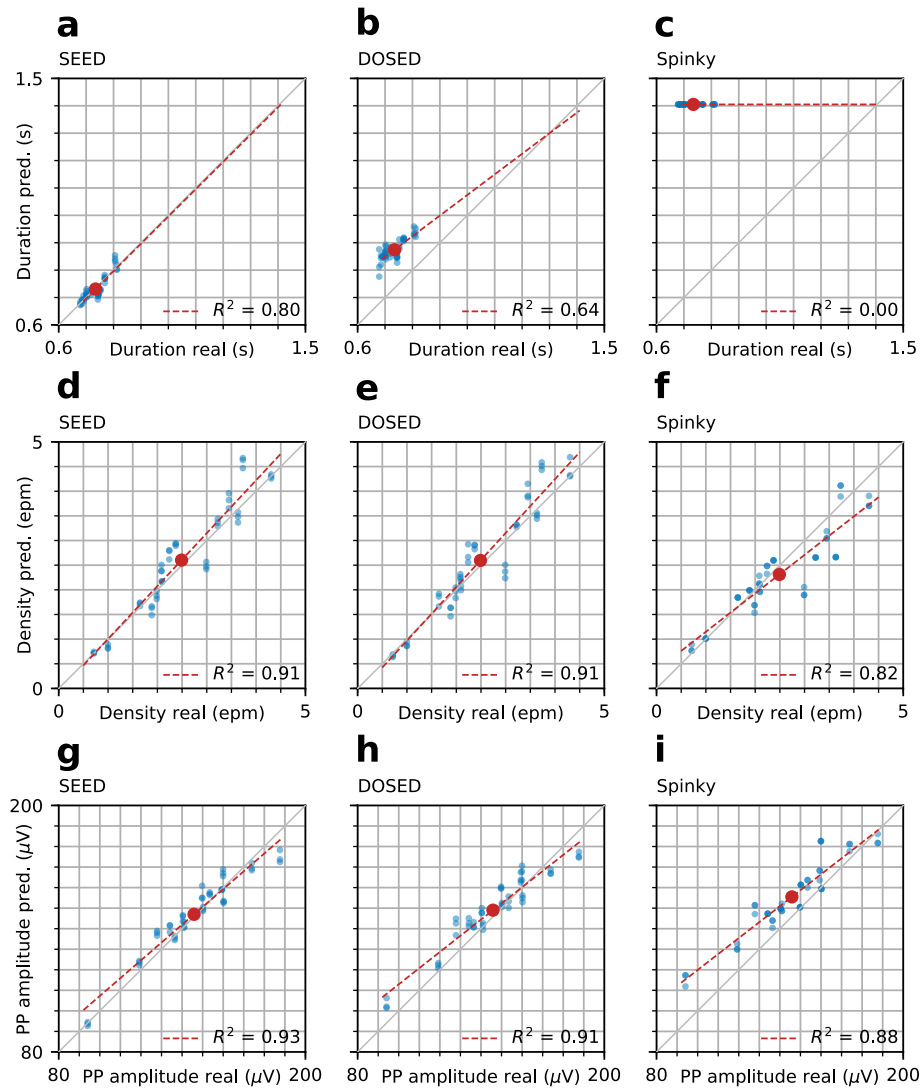 a
b
c
SEED
DOSED
Spinky
1.5
Duration pred. (s)
0.6
R² = 0.80
R² = 0.64
R² = 0.00
0.6 Duration real (s) 1.5
0.6 Duration real (s) 1.5
0.6 Duration real (s) 1.5
d
e
f
SEED
DOSED
Spinky
5
Density pred. (epm)
0
R² = 0.91
R² = 0.91
R² = 0.82
0 Density real (epm) 5
0 Density real (epm) 5
0 Density real (epm) 5
g
h
i
SEED
DOSED
Spinky
200
PP amplitude pred. (μV)
80
R² = 0.93
R² = 0.91
R² = 0.88
80 PP amplitude real (μV) 200
80 PP amplitude real (μV) 200
80 PP amplitude real (μV) 200